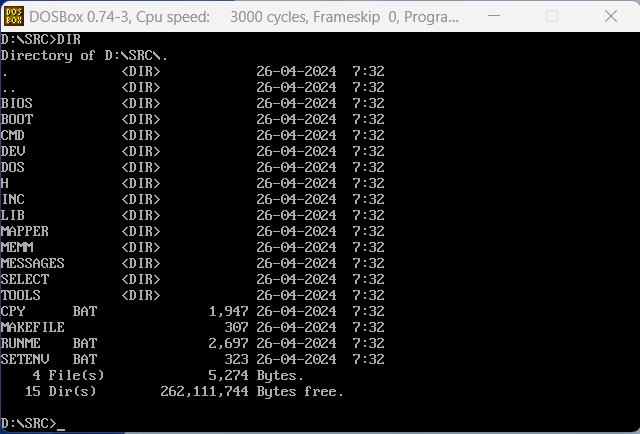 DOSBox 0.74-3, Cpu speed: 3000 cycles, Frameskip 0, Progra...
D:\SRC>DIR
Directory of D:\SRC\.
. <DIR> 26-04-2024 7:32
.. <DIR> 26-04-2024 7:32
BIOS <DIR> 26-04-2024 7:32
BOOT <DIR> 26-04-2024 7:32
CMD <DIR> 26-04-2024 7:32
DEV <DIR> 26-04-2024 7:32
DOS <DIR> 26-04-2024 7:32
H <DIR> 26-04-2024 7:32
INC <DIR> 26-04-2024 7:32
LIB <DIR> 26-04-2024 7:32
MAPPER <DIR> 26-04-2024 7:32
MEMM <DIR> 26-04-2024 7:32
MESSAGES <DIR> 26-04-2024 7:32
SELECT <DIR> 26-04-2024 7:32
TOOLS <DIR> 26-04-2024 7:32
CPY BAT 1,947 26-04-2024 7:32
MAKEFILE 307 26-04-2024 7:32
RUNME BAT 2,697 26-04-2024 7:32
SETENV BAT 323 26-04-2024 7:32
4 File(s) 5,274 Bytes.
15 Dir(s) 262,111,744 Bytes free.
D:\SRC>_